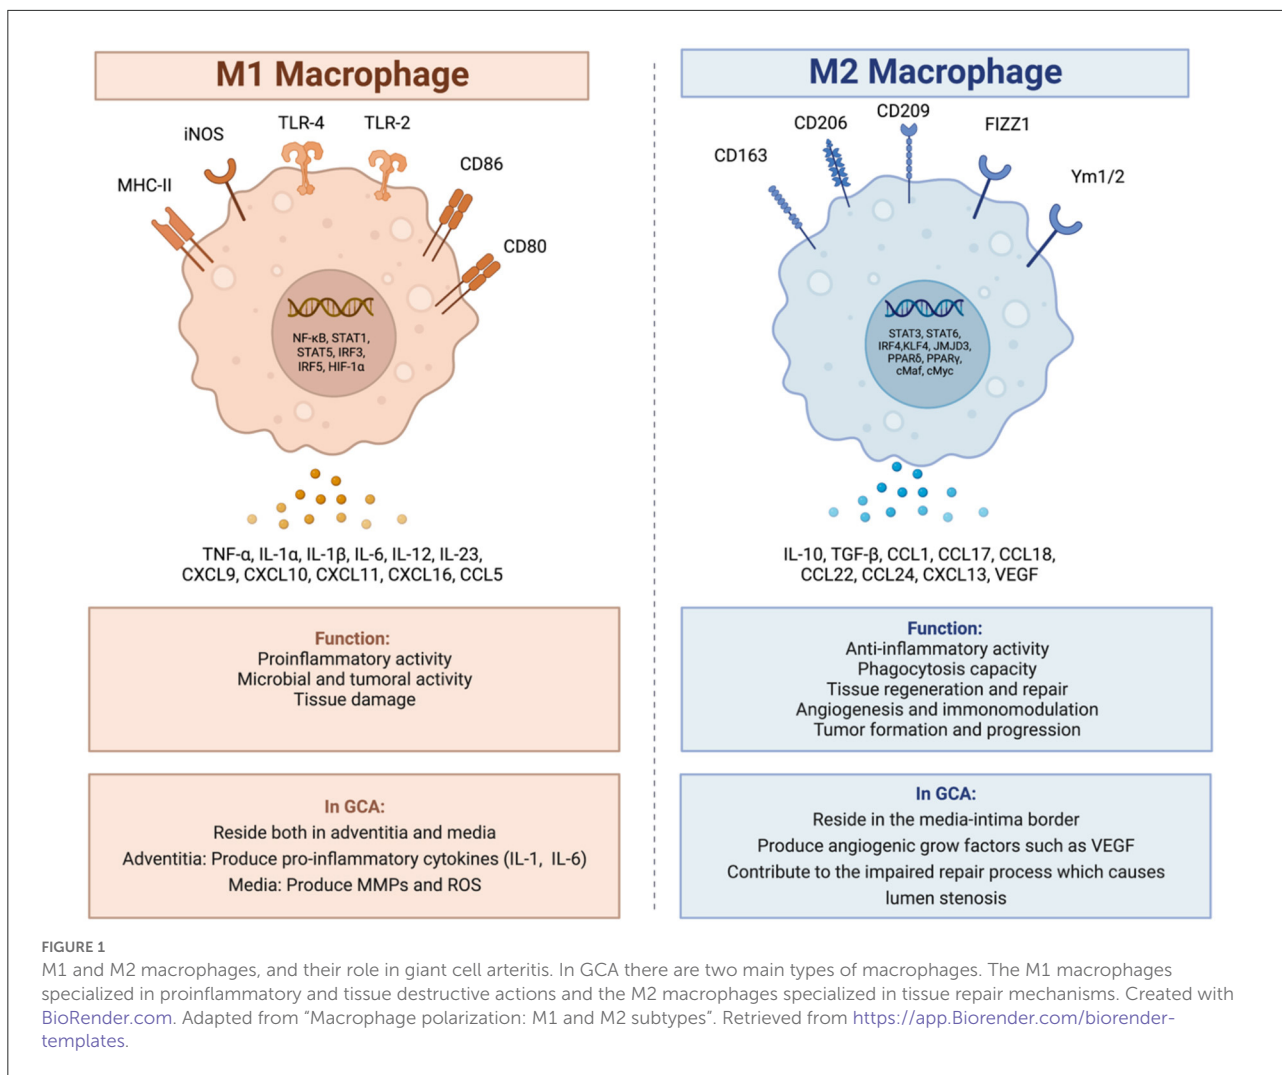 M1 Macrophage
iNOS
TLR-4
TLR-2
MHC-II
CD86
CD80
NF-κB, STAT1,
STAT5, IRF3,
IRF5, HIF-1α
TNF-α, IL-1α, IL-1β, IL-6, IL-12, IL-23,
CXCL9, CXCL10, CXCL11, CXCL16, CCL5
Function:
Proinflammatory activity
Microbial and tumoral activity
Tissue damage
In GCA:
Reside both in adventitia and media
Adventitia: Produce pro-inflammatory cytokines (IL-1, IL-6)
Media: Produce MMPs and ROS
M2 Macrophage
CD163
CD206
CD209
FIZZ1
Ym1/2
STAT3, STAT6,
IRF4,KLF4, JMJD3,
PPARδ, PPARγ,
cMaf, cMyc
IL-10, TGF-β, CCL1, CCL17, CCL18,
CCL22, CCL24, CXCL13, VEGF
Function:
Anti-inflammatory activity
Phagocytosis capacity
Tissue regeneration and repair
Angiogenesis and immonomodulation
Tumor formation and progression
In GCA:
Reside in the media-intima border
Produce angiogenic grow factors such as VEGF
Contribute to the impaired repair process which causes
lumen stenosis
FIGURE 1
M1 and M2 macrophages, and their role in giant cell arteritis. In GCA there are two main types of macrophages. The M1 macrophages
specialized in proinflammatory and tissue destructive actions and the M2 macrophages specialized in tissue repair mechanisms. Created with
BioRender.com. Adapted from “Macrophage polarization: M1 and M2 subtypes”. Retrieved from https://app.Biorender.com/biorender-
templates.